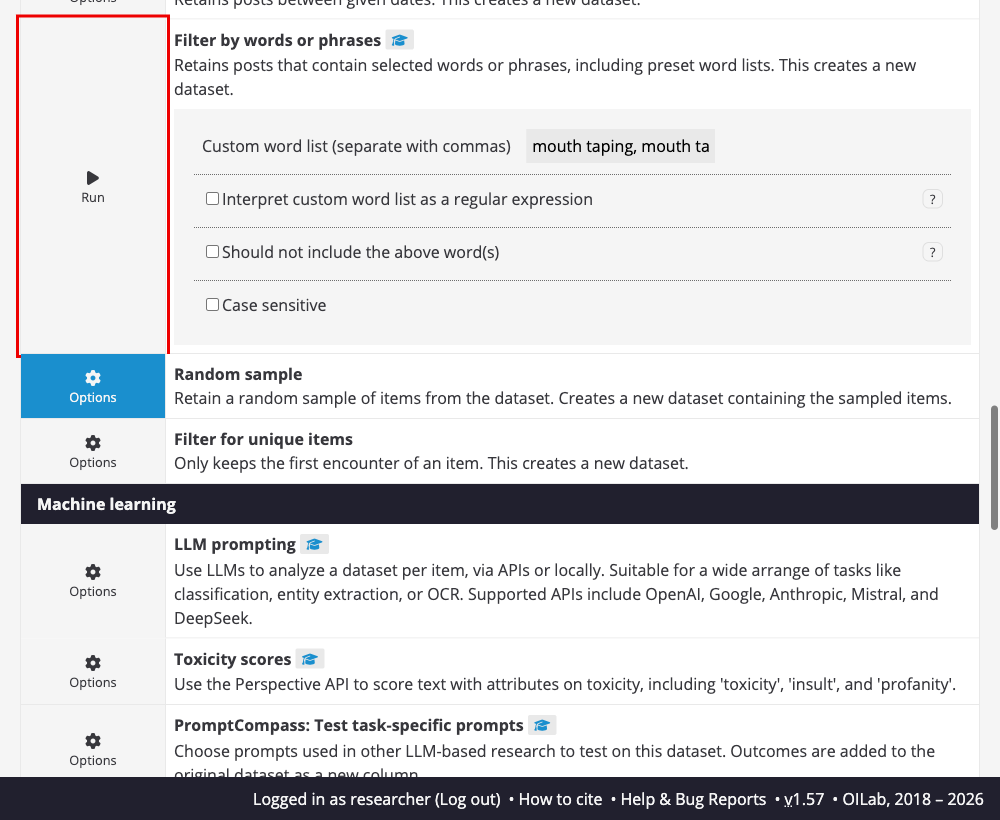 Options
Retains posts between given dates. This creates a new dataset.
Filter by words or phrases
Retains posts that contain selected words or phrases, including preset word lists. This creates a new
dataset.
Custom word list (separate with commas) mouth taping, mouth ta
Run
Interpret custom word list as a regular expression ?
Should not include the above word(s) ?
Case sensitive
Random sample
Options
Retain a random sample of items from the dataset. Creates a new dataset containing the sampled items.
Filter for unique items
Options
Only keeps the first encounter of an item. This creates a new dataset.
Machine learning
LLM prompting
Options
Use LLMs to analyze a dataset per item, via APIs or locally. Suitable for a wide arrange of tasks like
classification, entity extraction, or OCR. Supported APIs include OpenAI, Google, Anthropic, Mistral, and
DeepSeek.
Toxicity scores
Options
Use the Perspective API to score text with attributes on toxicity, including 'toxicity', 'insult', and 'profanity'.
PromptCompass: Test task-specific prompts
Options
Choose prompts used in other LLM-based research to test on this dataset. Outcomes are added to the
original dataset as a new column.
Logged in as researcher (Log out) • How to cite • Help & Bug Reports • v1.57 • OILab, 2018 – 2026